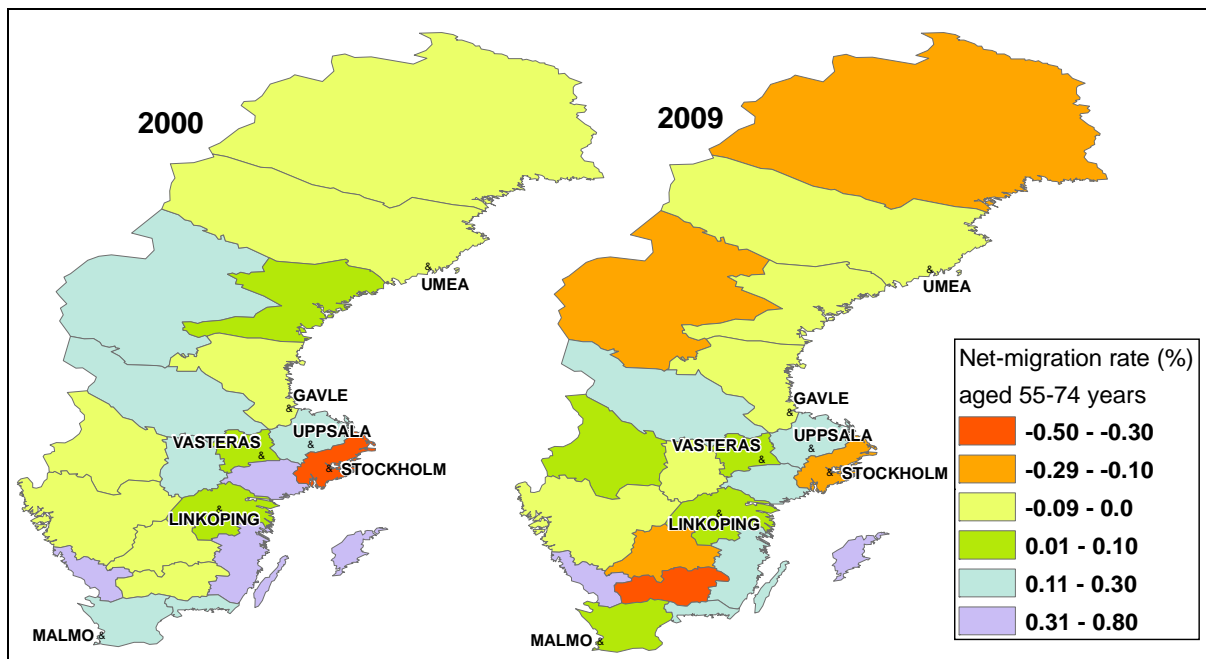 2000
2009
& UMEA
& GAVLE
UPPSALA
&
VASTERAS &
& STOCKHOLM
&
LINKOPING
MALMO &
& UMEA
& GAVLE
UPPSALA
&
VASTERAS &
& STOCKHOLM
&
LINKOPING
MALMO &
Net-migration rate (%)
aged 55-74 years
-0.50 - -0.30
-0.29 - -0.10
-0.09 - 0.0
0.01 - 0.10
0.11 - 0.30
0.31 - 0.80